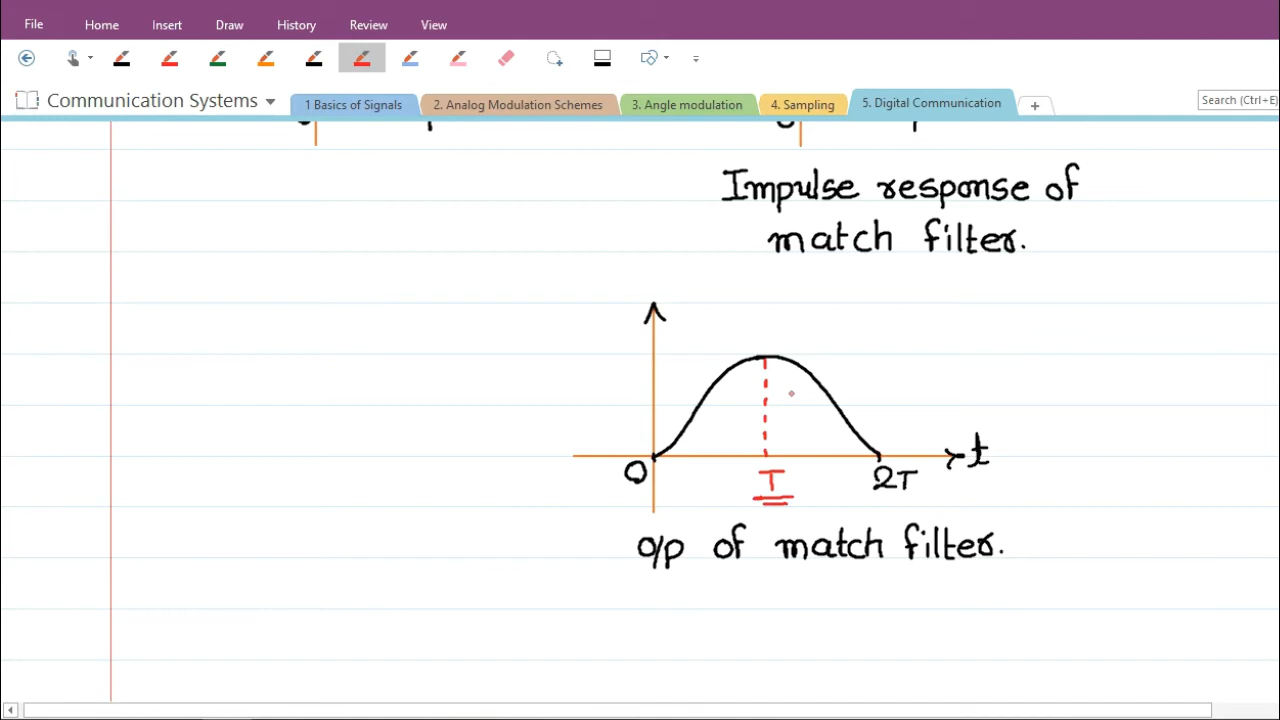 File Home Insert Draw History Review View
Communication Systems 1 Basics of Signals 2. Analog Modulation Schemes 3. Angle modulation 4. Sampling 5. Digital Communication + Search (Ctrl+E)
Impulse response of
match filter.
t
0 T 2T
o/p of match filter.